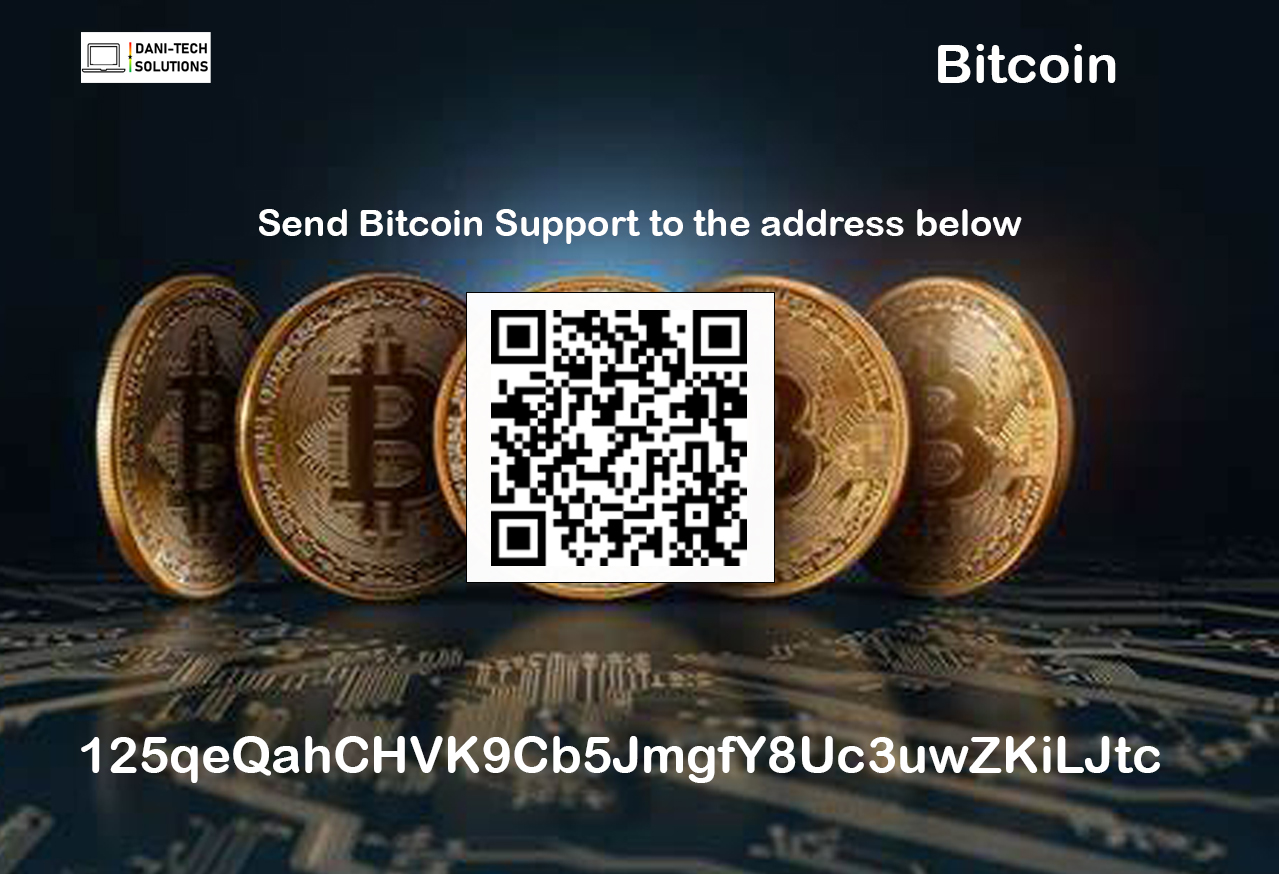 DANI-TECH
SOLUTIONS
Bitcoin
Send Bitcoin Support to the address below
125qeQahCHVK9Cb5JmgfY8Uc3uwZKiLJtc